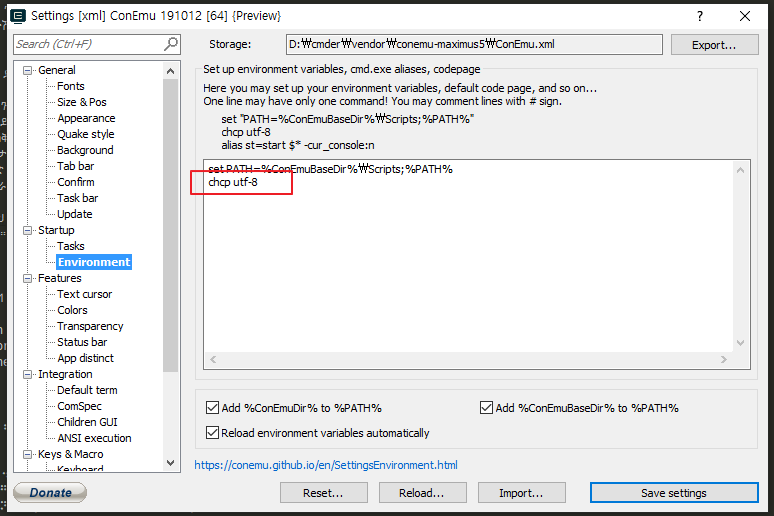 Settings [xml] ConEmu 191012 [64] {Preview}
Search (Ctrl+F)
Storage:
D:₩cmder₩vendor₩conemu-maximus5₩ConEmu.xml
Export...
General
Fonts
Size & Pos
Appearance
Quake style
Background
Tab bar
Confirm
Task bar
Update
Startup
Tasks
Environment
Features
Text cursor
Colors
Transparency
Status bar
App distinct
Integration
Default term
ComSpec
Children GUI
ANSI execution
Keys & Macro
Keyboard
Set up environment variables, cmd.exe aliases, codepage
Here you may set up your environment variables, default code page, and so on...
One line may have only one command! You may comment lines with # sign.
set "PATH=%ConEmuBaseDir%₩Scripts;%PATH%"
chcp utf-8
alias st=start $* -cur_console:n
set PATH=%ConEmuBaseDir%₩Scripts;%PATH%
chcp utf-8
Add %ConEmuDir% to %PATH%
Add %ConEmuBaseDir% to %PATH%
Reload environment variables automatically
https://conemu.github.io/en/SettingsEnvironment.html
Donate
Reset...
Reload...
Import...
Save settings